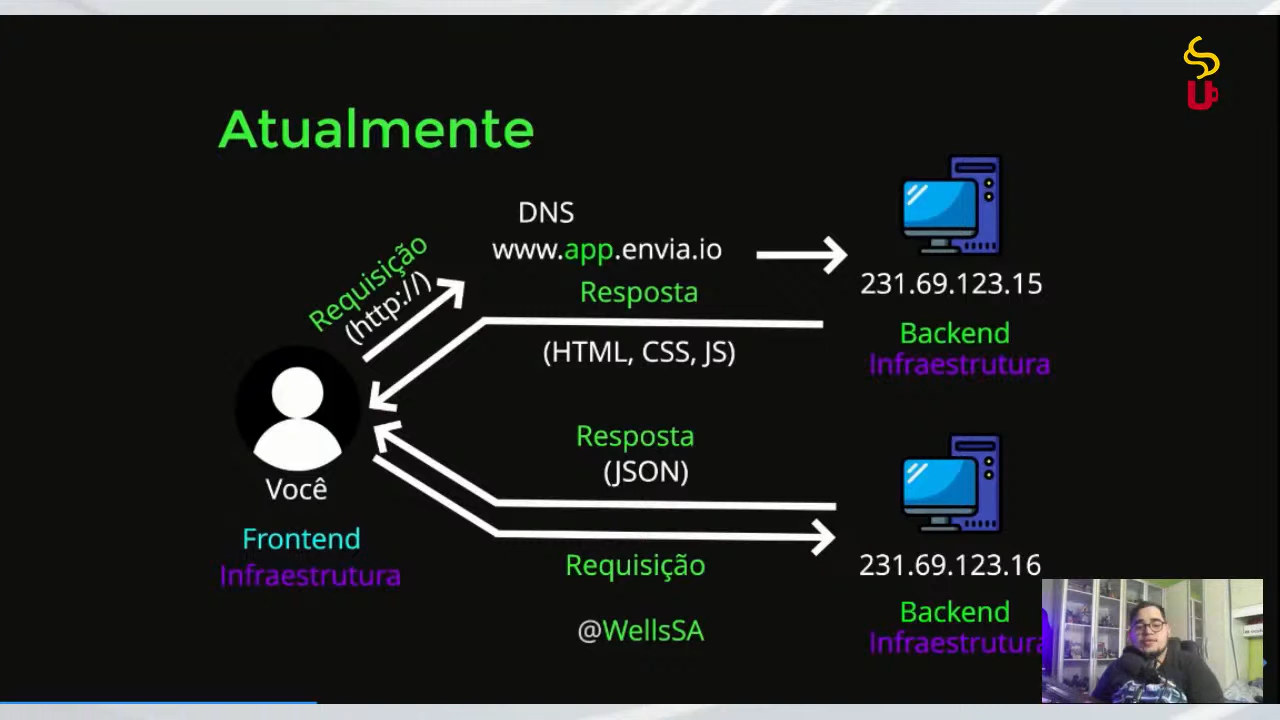 Atualmente
DNS
www.app.envia.io
Requisição
(http://)
Resposta
(HTML, CSS, JS)
231.69.123.15
Backend
Infraestrutura
Você
Frontend
Infraestrutura
Resposta
(JSON)
Requisição
231.69.123.16
Backend
Infraestrutura
@WellsSA